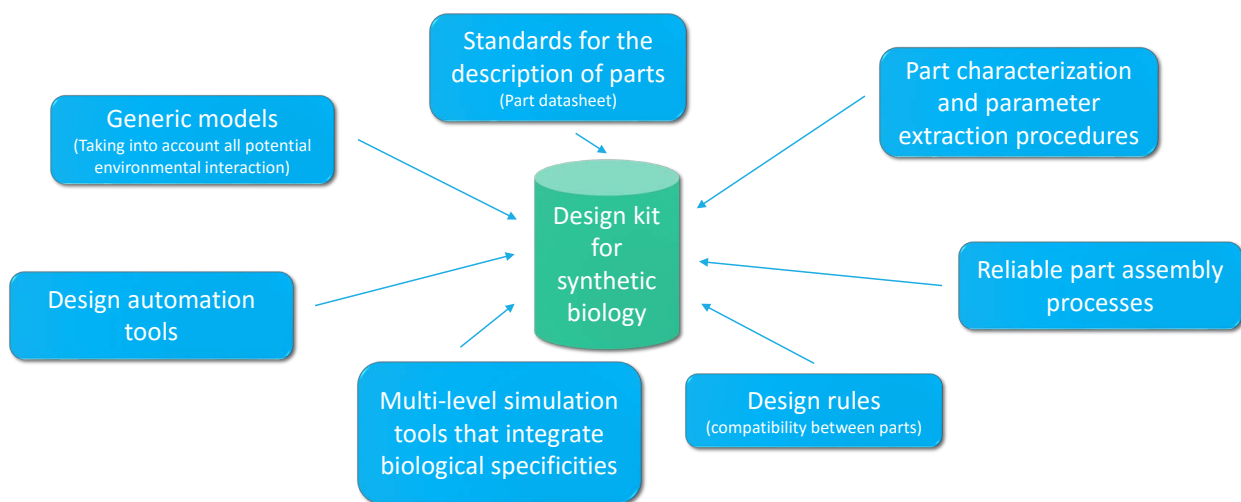 Standards for the
description of parts
(Part datasheet)
Part characterization
and parameter
extraction procedures
Generic models
(Taking into account all potential
environmental interaction)
Design kit
for
synthetic
biology
Reliable part assembly
processes
Design automation
tools
Multi-level simulation
tools that integrate
biological specificities
Design rules
(compatibility between parts)